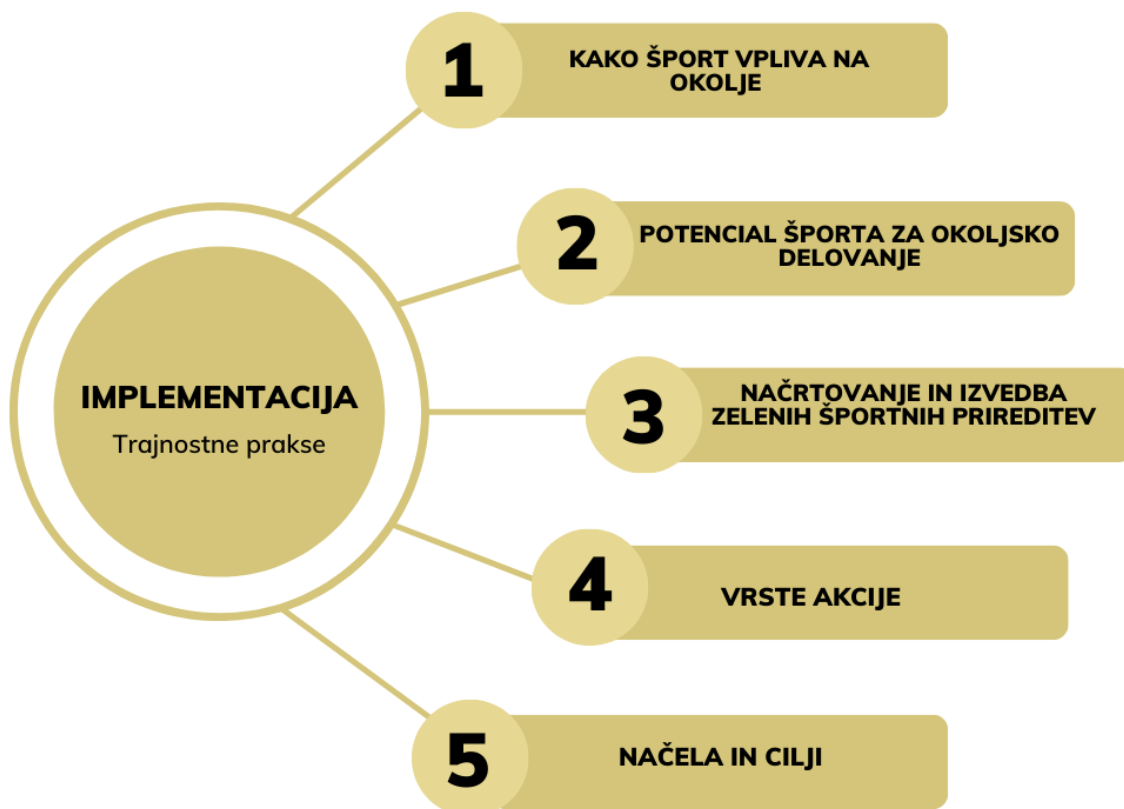 IMPLEMENTACIJA
Trajnostne prakse
1
KAKO ŠPORT VPLIVA NA
OKOLJE
2
POTENCIAL ŠPORTA ZA OKOLJSKO
DELOVANJE
3
NAČRTOVANJE IN IZVEDBA
ZELENIH ŠPORTNIH PRIREDITEV
4
VRSTE AKCIJE
5
NAČELA IN CILJI